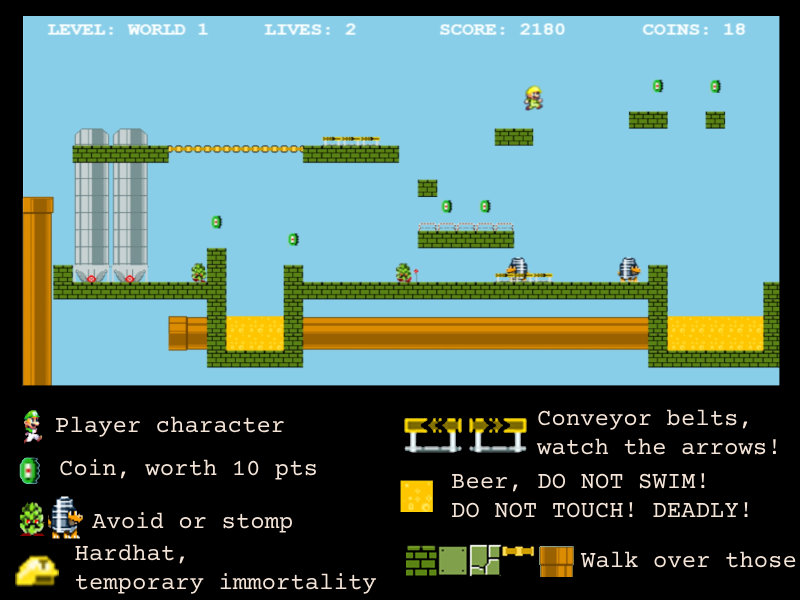 LEVEL: WORLD 1 LIVES: 2 SCORE: 2180 COINS: 18
Player character
Coin, worth 10 pts
Avoid or stomp
Hardhat,
temporary immortality
Conveyor belts,
watch the arrows!
Beer, DO NOT SWIM!
DO NOT TOUCH! DEADLY!
Walk over those